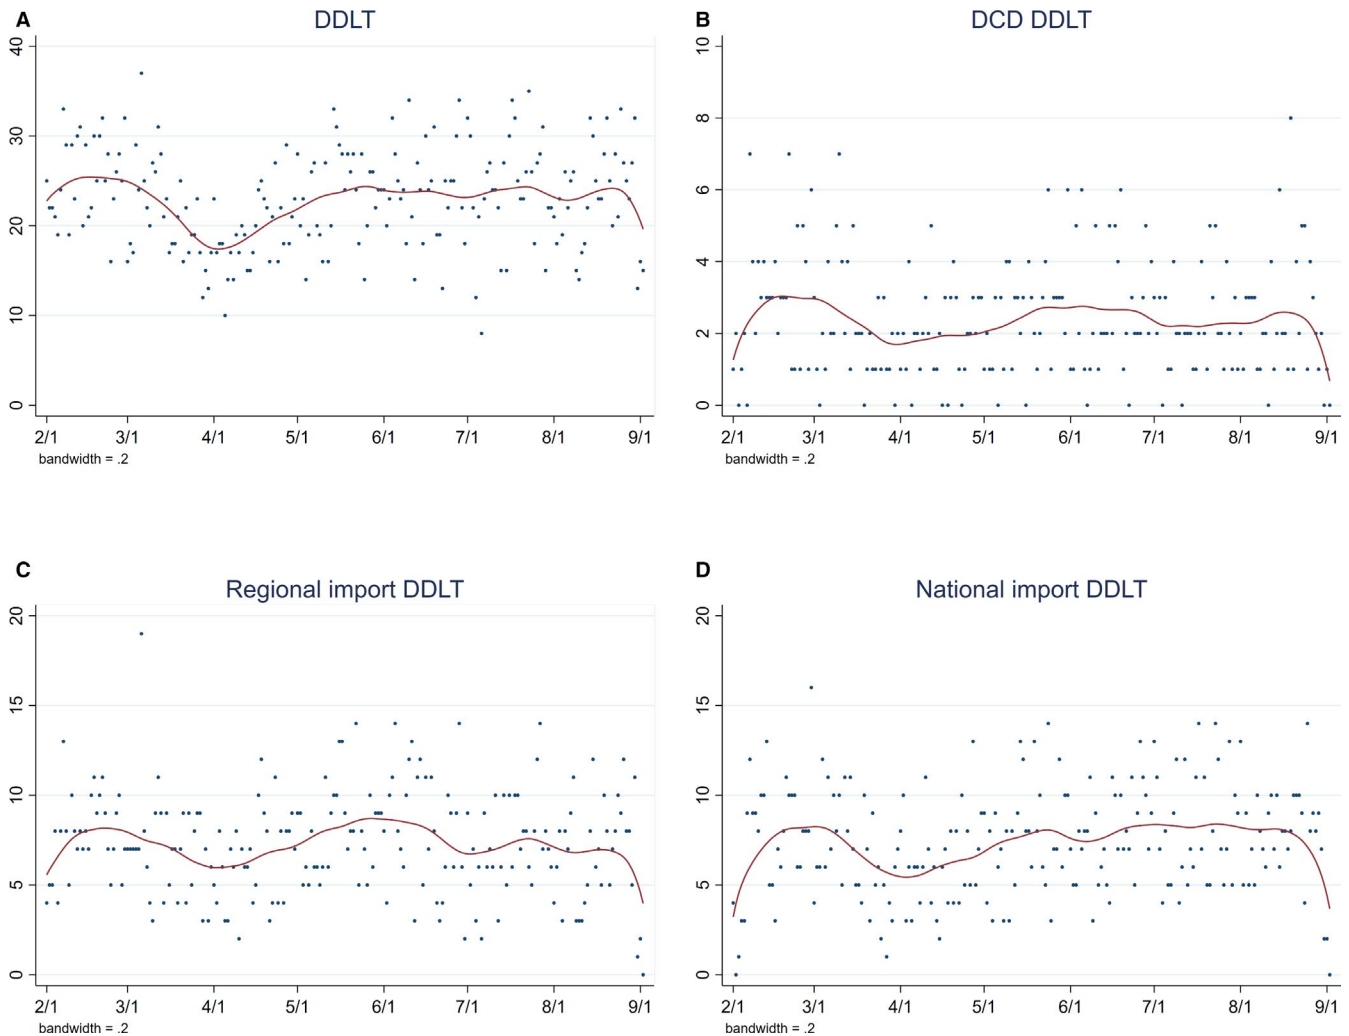 A
DDLT
40
30
20
10
0
2/1 3/1 4/1 5/1 6/1 7/1 8/1 9/1
bandwidth = .2
B
DCD DDLT
10
8
6
4
2
0
2/1 3/1 4/1 5/1 6/1 7/1 8/1 9/1
bandwidth = .2
C
Regional import DDLT
20
15
10
5
0
2/1 3/1 4/1 5/1 6/1 7/1 8/1 9/1
bandwidth = .2
D
National import DDLT
20
15
10
5
0
2/1 3/1 4/1 5/1 6/1 7/1 8/1 9/1
bandwidth = .2